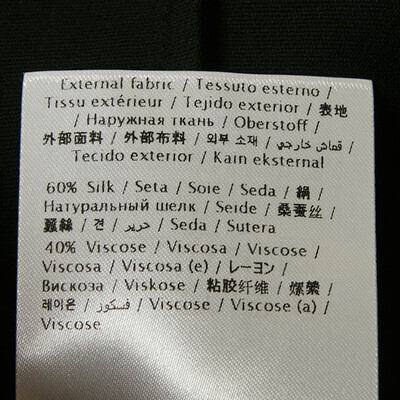 External fabric / Tessuto esterno /
Tissu extérieur / Tejido exterior / 表地
/ Наружная ткань / Oberstoff /
外部面料 / 外部布料 / 외부 소재 / قماش خارجي /
Tecido exterior / Kain eksternal
60% Silk / Seta / Soie / Seda / 絹 /
Натуральный шелк / Seide / 桑蚕丝 /
蠶絲 / 견 / حرير / Seda / Sutera
40% Viscose / Viscosa / Viscose /
Viscosa / Viscosa (e) / レーヨン /
Вискоза / Viskose / 粘胶纤维 / 嫘縈 /
레이온 / فسكوز / Viscose / Viscose (a) /
Viscose